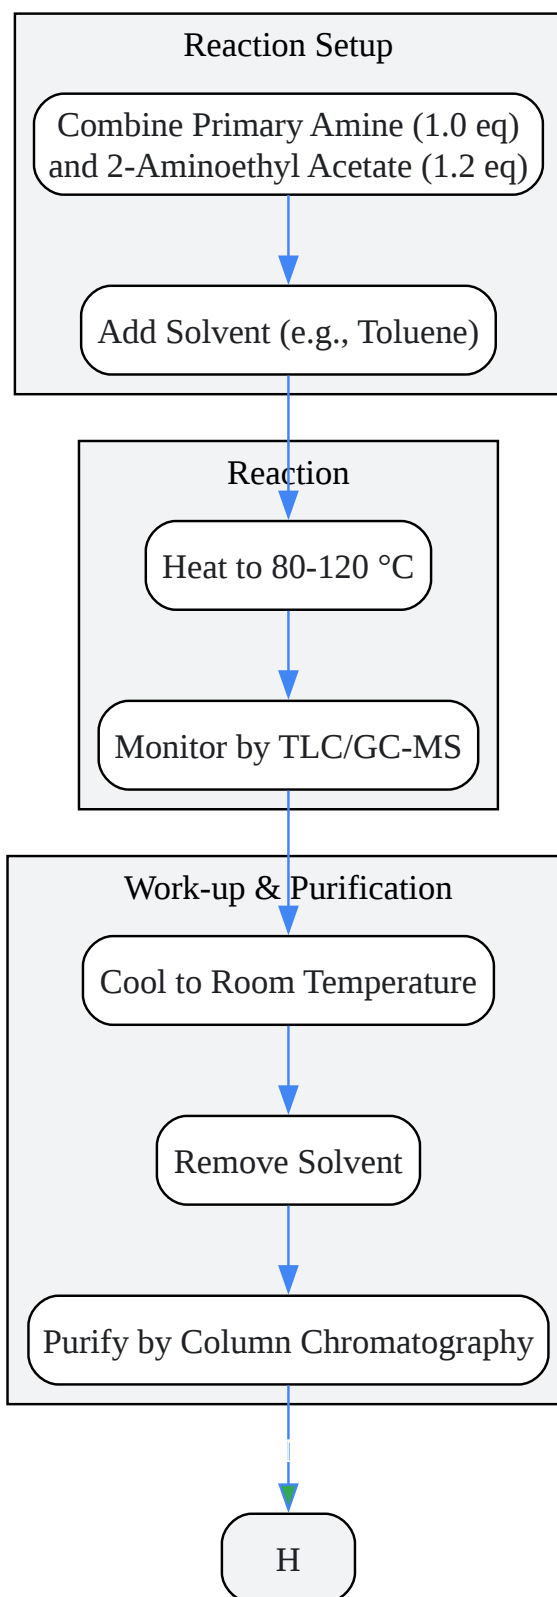 Reaction Setup
Combine Primary Amine (1.0 eq)
and 2-Aminoethyl Acetate (1.2 eq)
Add Solvent (e.g., Toluene)
Reaction
Heat to 80-120 °C
Monitor by TLC/GC-MS
Work-up & Purification
Cool to Room Temperature
Remove Solvent
Purify by Column Chromatography
H